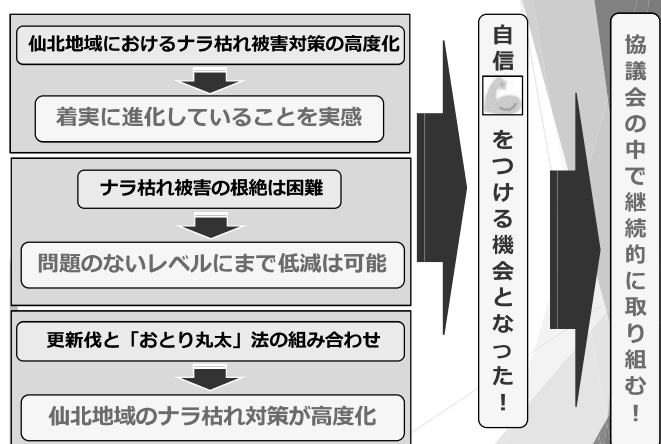 仙北地域におけるナラ枯れ被害対策の高度化
着実に進化していることを実感
ナラ枯れ被害の根絶は困難
問題のないレベルにまで低減は可能
更新伐と「おとり丸太」法の組み合わせ
仙北地域のナラ枯れ対策が高度化
自信💪をつける機会となった！
協議会の中で継続的に取り組む！